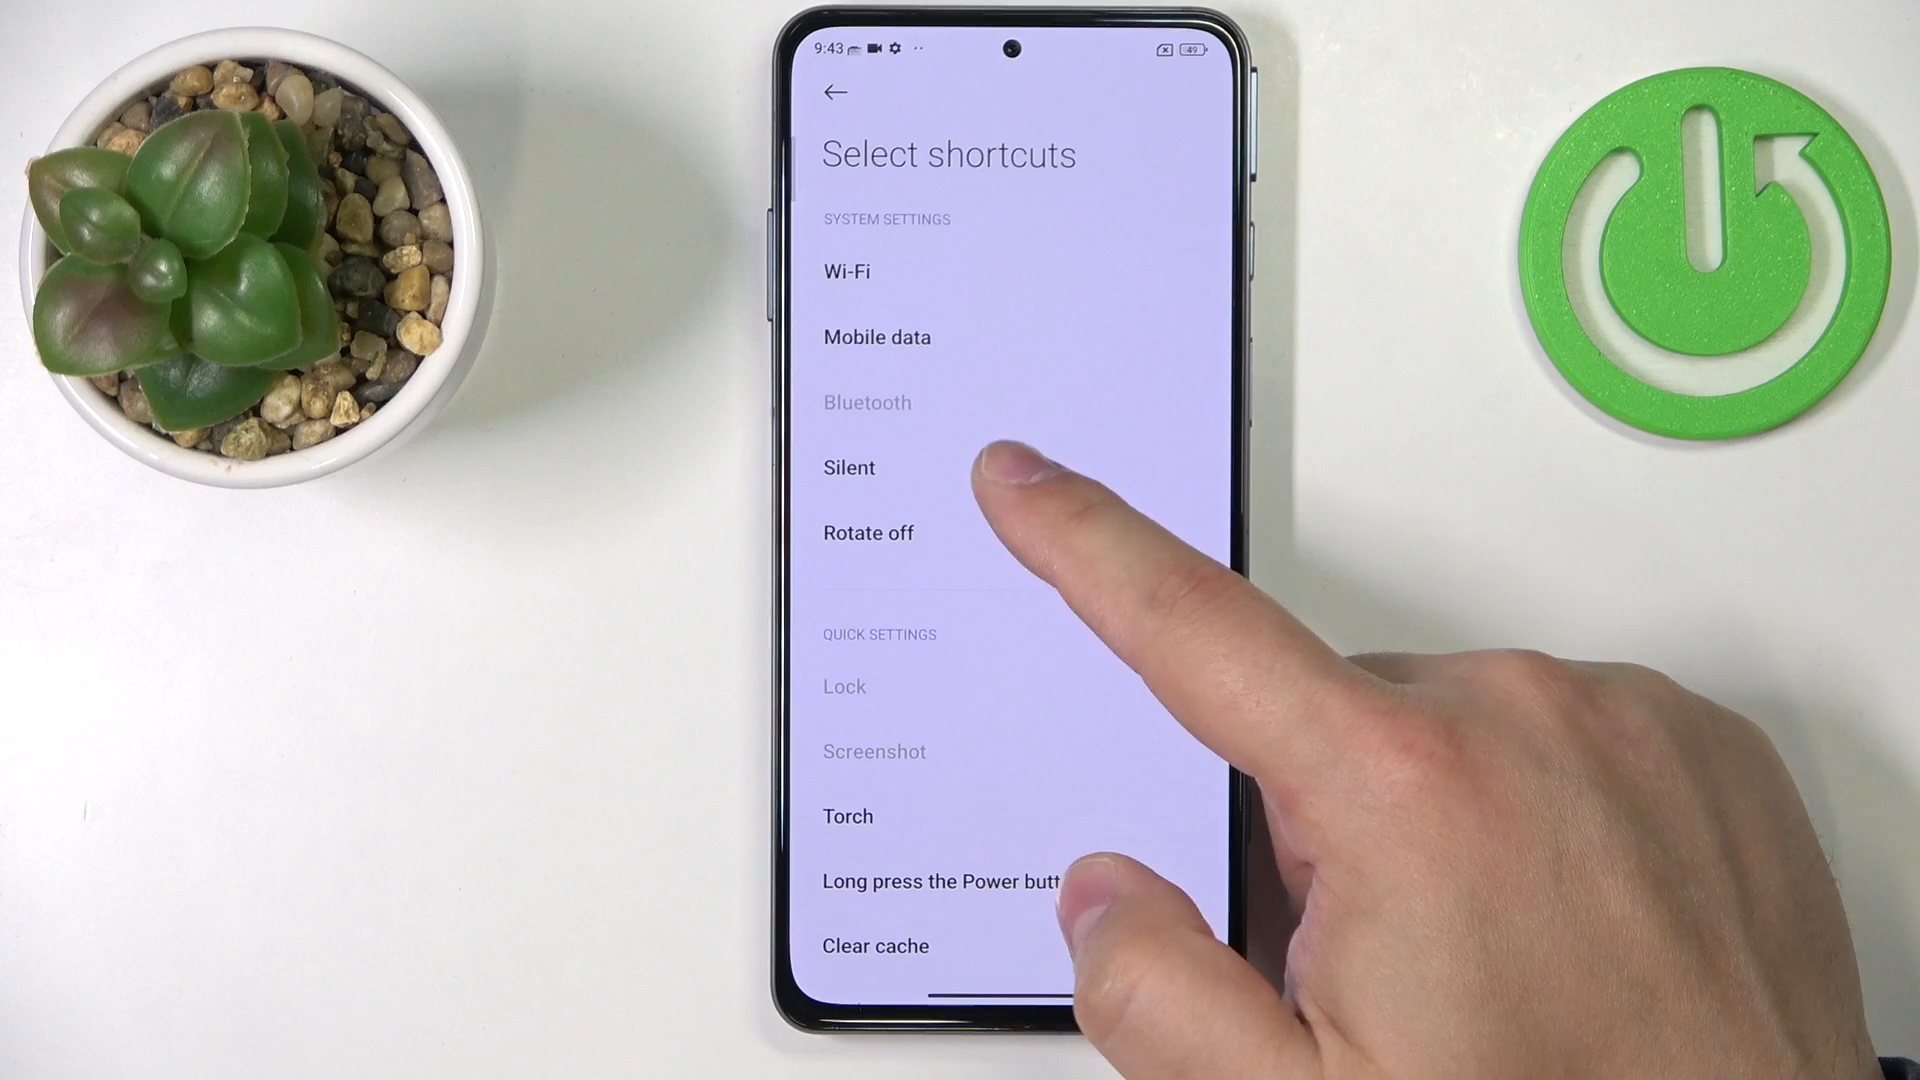 9:43
49
Select shortcuts
SYSTEM SETTINGS
Wi-Fi
Mobile data
Bluetooth
Silent
Rotate off
QUICK SETTINGS
Lock
Screenshot
Torch
Long press the Power butt
Clear cache